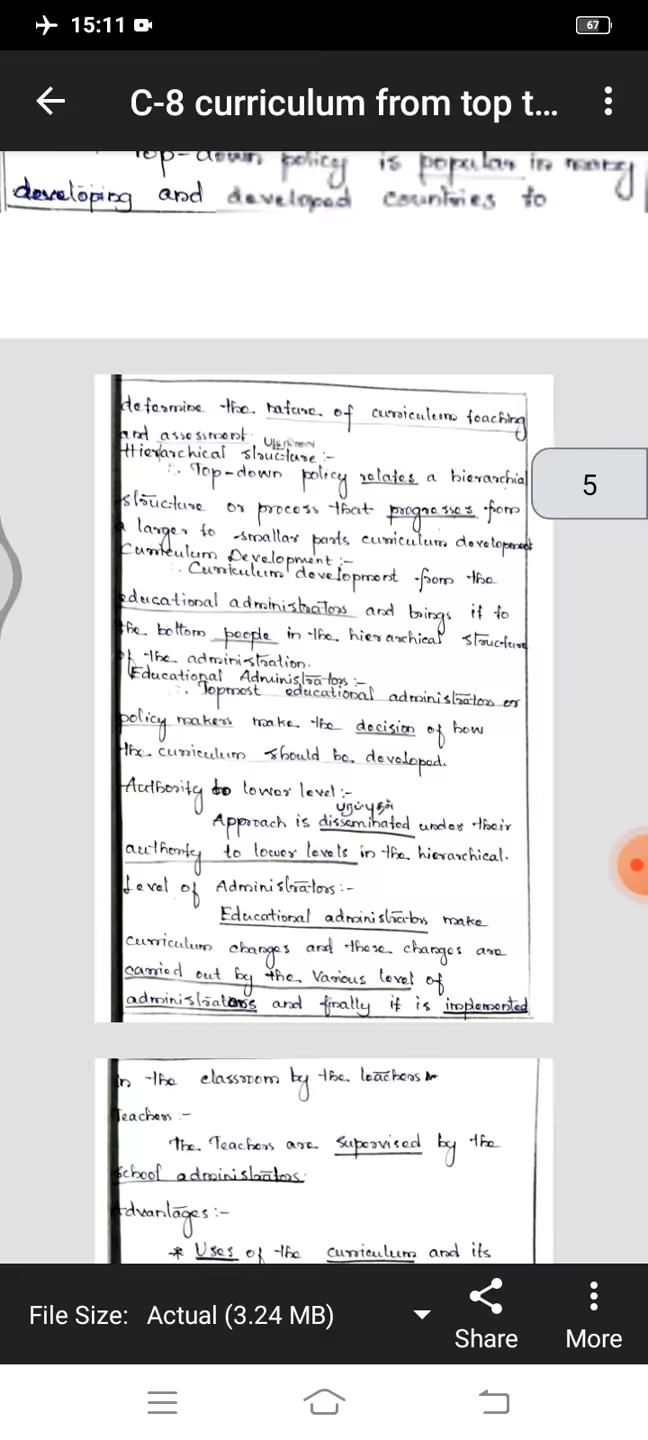 15:11
67
C-8 curriculum from top t...
Top-down policy is popular in many
developing and developed countries to
5
determine the nature of curriculum teaching
and assessment
Hierarchical structure :-
∴ Top-down policy relates a hierarchial
structure or process that progresses from
a larger to smallar parts curriculum development
Curriculum Development :-
∴ Curriculum development from the
educational administrators and brings it to
the bottom people in the hierarchical structure
of the administration.
Educational Administrators :-
∴ Topmost educational administrators or
policy makers make the decision of how
the curriculum should be developed.
Authority to lower level :-
Approach is disseminated under their
authority to lower levels in the hierarchical.
Level of Administrators :-
Educational administrators make
curriculum changes and these changes are
carried out by the various level of
administrators and finally it is implemented
in the classroom by the teachers
Teachers :-
The Teachers are supervised by the
school administrators.
Advantages :-
* Uses of the curriculum and its
File Size: Actual (3.24 MB)
Share
More